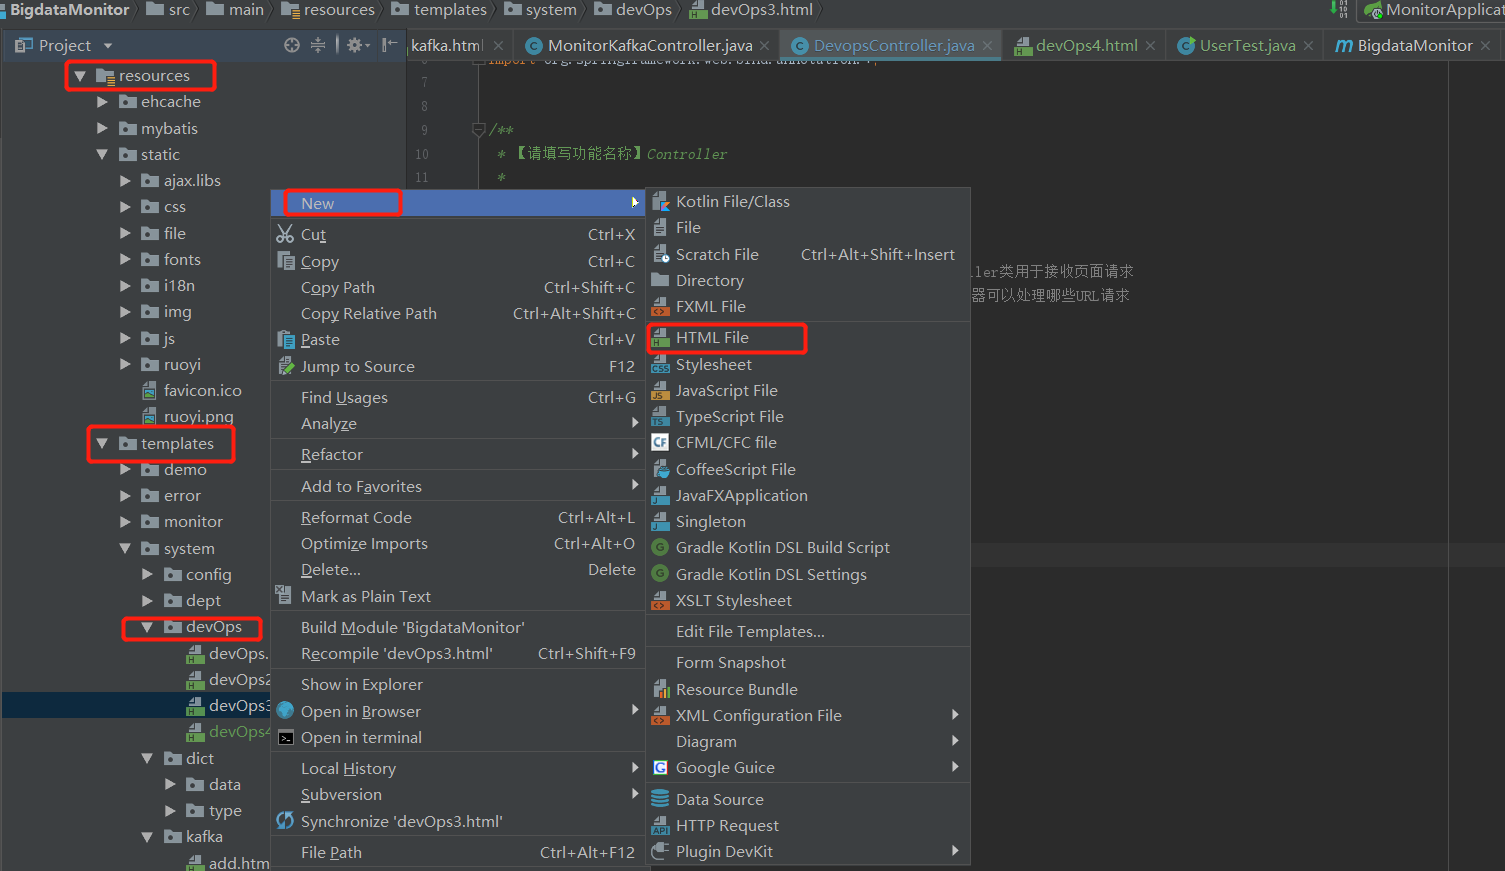 BigdataMonitor src main resources templates system devOps devOps3.html MonitorApplicat
Project
kafka.html MonitorKafkaController.java DevopsController.java devOps4.html UserTest.java BigdataMonitor
import org.springframework.web.bind.annotation.*;
7
8
9 /**
10 * 【请填写功能名称】Controller
11 *
ller类用于接收页面请求
器可以处理哪些URL请求
resources
ehcache
mybatis
static
ajax.libs
css
file
fonts
i18n
img
js
ruoyi
favicon.ico
ruoyi.png
templates
demo
error
monitor
system
config
dept
devOps
devOps.
devOps2
devOps3
devOps4
dict
data
type
kafka
add.htm
New
Cut Ctrl+X
Copy Ctrl+C
Copy Path Ctrl+Shift+C
Copy Relative Path Ctrl+Alt+Shift+C
Paste Ctrl+V
Jump to Source F12
Find Usages Ctrl+G
Analyze
Refactor
Add to Favorites
Reformat Code Ctrl+Alt+L
Optimize Imports Ctrl+Alt+O
Delete... Delete
Mark as Plain Text
Build Module 'BigdataMonitor'
Recompile 'devOps3.html' Ctrl+Shift+F9
Show in Explorer
Open in Browser
Open in terminal
Local History
Subversion
Synchronize 'devOps3.html'
File Path Ctrl+Alt+F12
Kotlin File/Class
File
Scratch File Ctrl+Alt+Shift+Insert
Directory
FXML File
HTML File
Stylesheet
JavaScript File
TypeScript File
CFML/CFC file
CoffeeScript File
JavaFXApplication
Singleton
Gradle Kotlin DSL Build Script
Gradle Kotlin DSL Settings
XSLT Stylesheet
Edit File Templates...
Form Snapshot
Resource Bundle
XML Configuration File
Diagram
Google Guice
Data Source
HTTP Request
Plugin DevKit